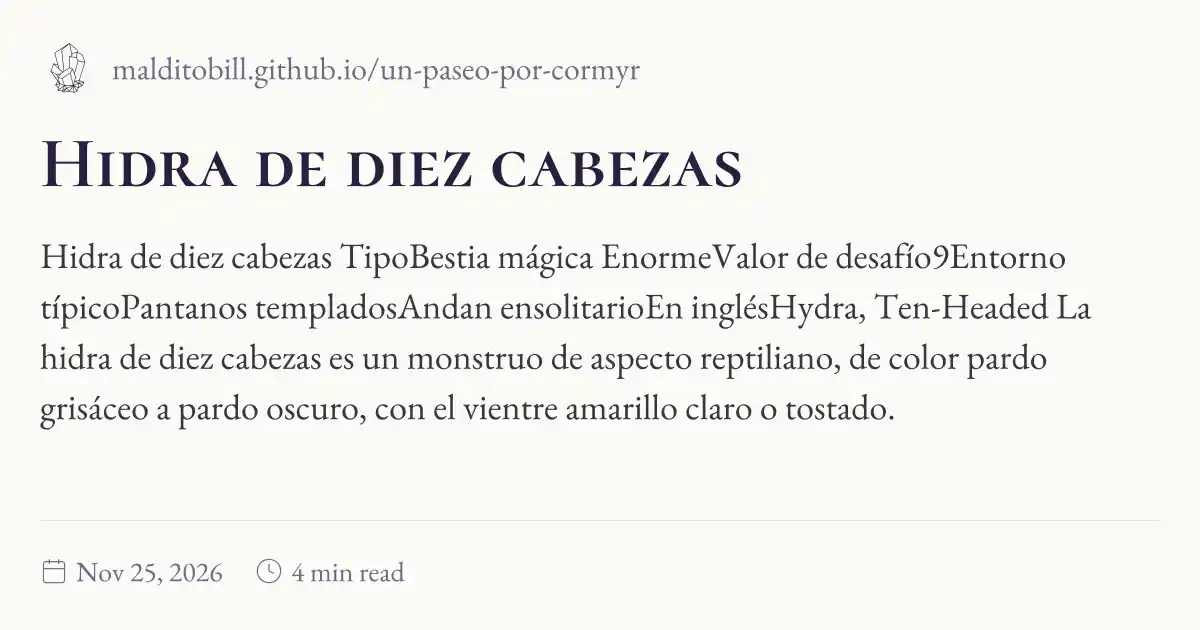 malditobill.github.io/un-paseo-por-cormyr
Hidra de diez cabezas
Hidra de diez cabezas TipoBestia mágica EnormeValor de desafío9Entorno
típicoPantanos templadosAndan ensolitarioEn inglésHydra, Ten-Headed La
hidra de diez cabezas es un monstruo de aspecto reptiliano, de color pardo
grisáceo a pardo oscuro, con el vientre amarillo claro o tostado.
Nov 25, 2026 4 min read